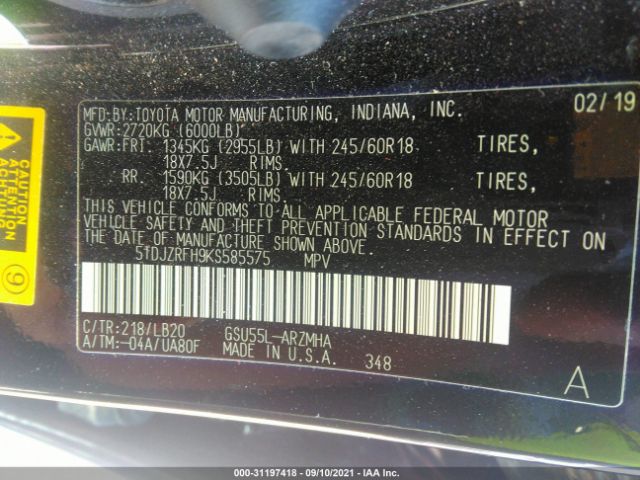 MFD-BY:TOYOTA MOTOR MANUFACTURING, INDIANA, INC. 02/19
GVWR:2720KG (6000LB)
GAWR:FRT. 1345KG (2955LB) WITH 245/60R18 TIRES,
18X7.5J RIMS,
RR. 1590KG (3505LB) WITH 245/60R18 TIRES,
18X7.5J RIMS.
THIS VEHICLE CONFORMS TO ALL APPLICABLE FEDERAL MOTOR
VEHICLE SAFETY AND THEFT PREVENTION STANDARDS IN EFFECT ON
THE DATE OF MANUFACTURE SHOWN ABOVE.
5TDJZRFH9KS585575 MPV
C/TR:218/LB20 GSU55L-ARZMHA
A/TM:-04A/UA80F MADE IN U.S.A. 348
A
CAUTION
ATTENTION
9
000-31197418 - 09/10/2021 - IAA Inc.